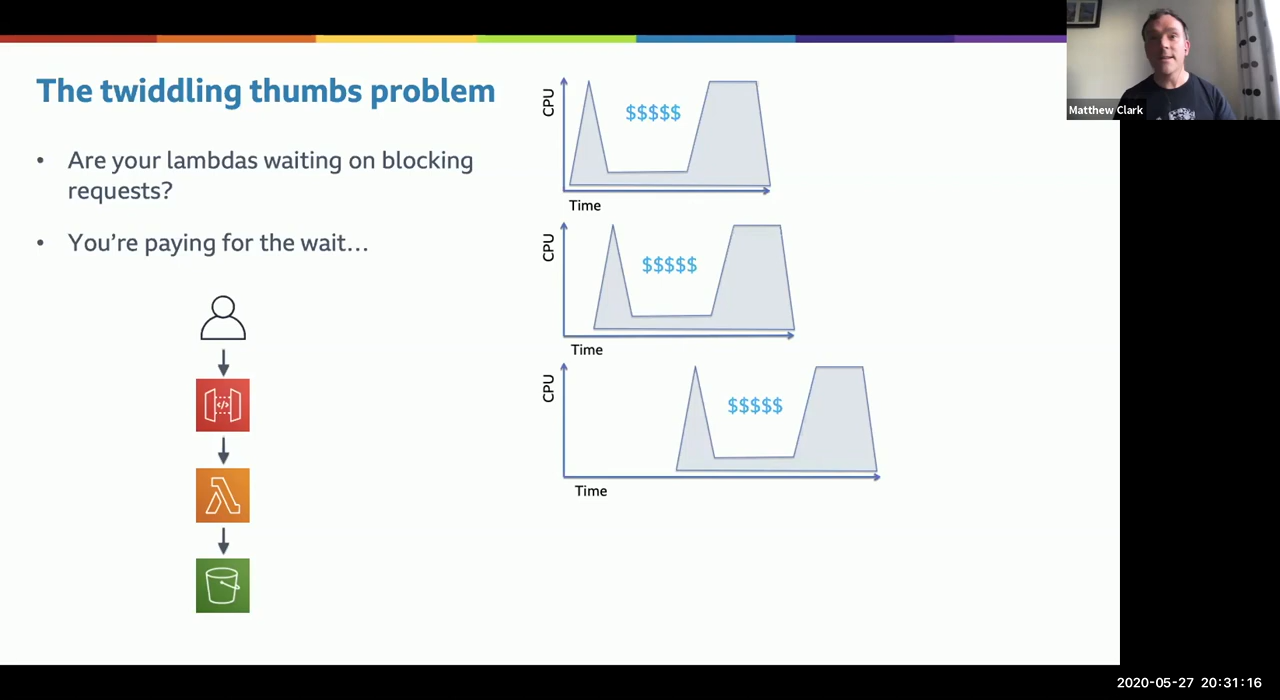 The twiddling thumbs problem
• Are your lambdas waiting on blocking
requests?
• You're paying for the wait...
CPU
$$$$$
Time
CPU
$$$$$
Time
CPU
$$$$$
Time
</>
Matthew Clark
2020-05-27 20:31:16